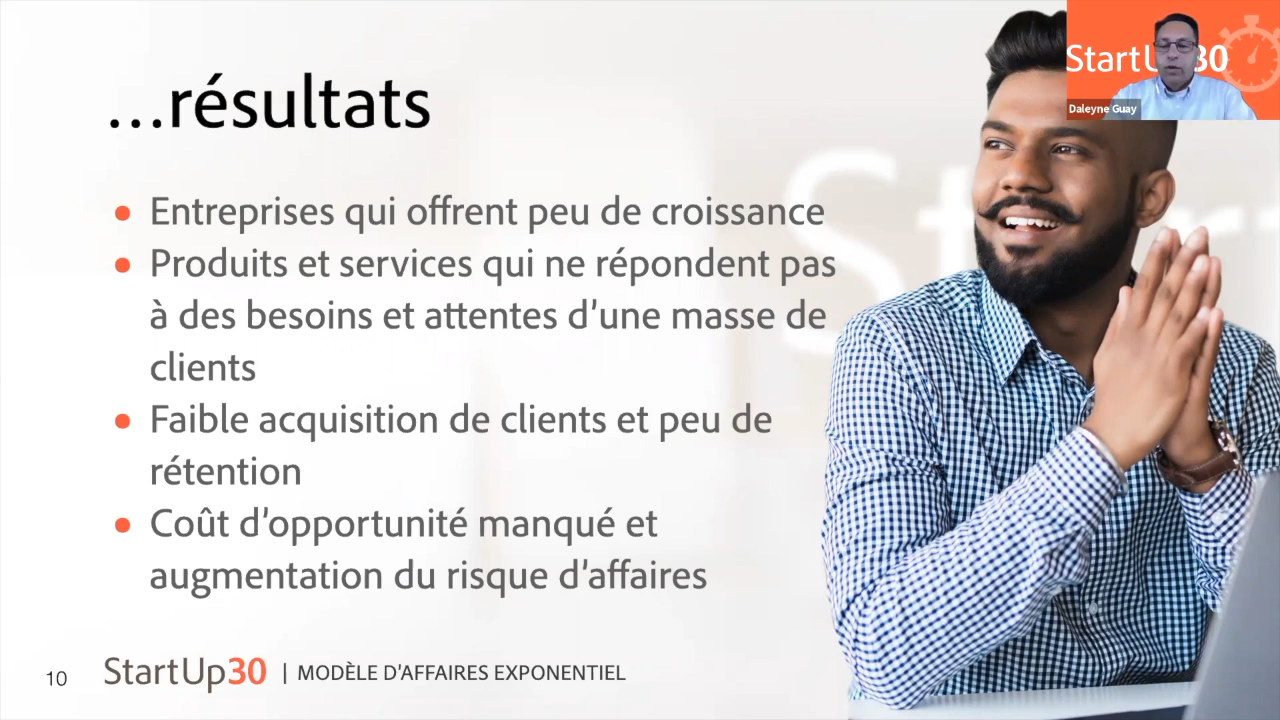 …résultats
• Entreprises qui offrent peu de croissance
• Produits et services qui ne répondent pas
à des besoins et attentes d’une masse de
clients
• Faible acquisition de clients et peu de
rétention
• Coût d’opportunité manqué et
augmentation du risque d’affaires
10
StartUp30 | MODÈLE D’AFFAIRES EXPONENTIEL
Daleyne Guay